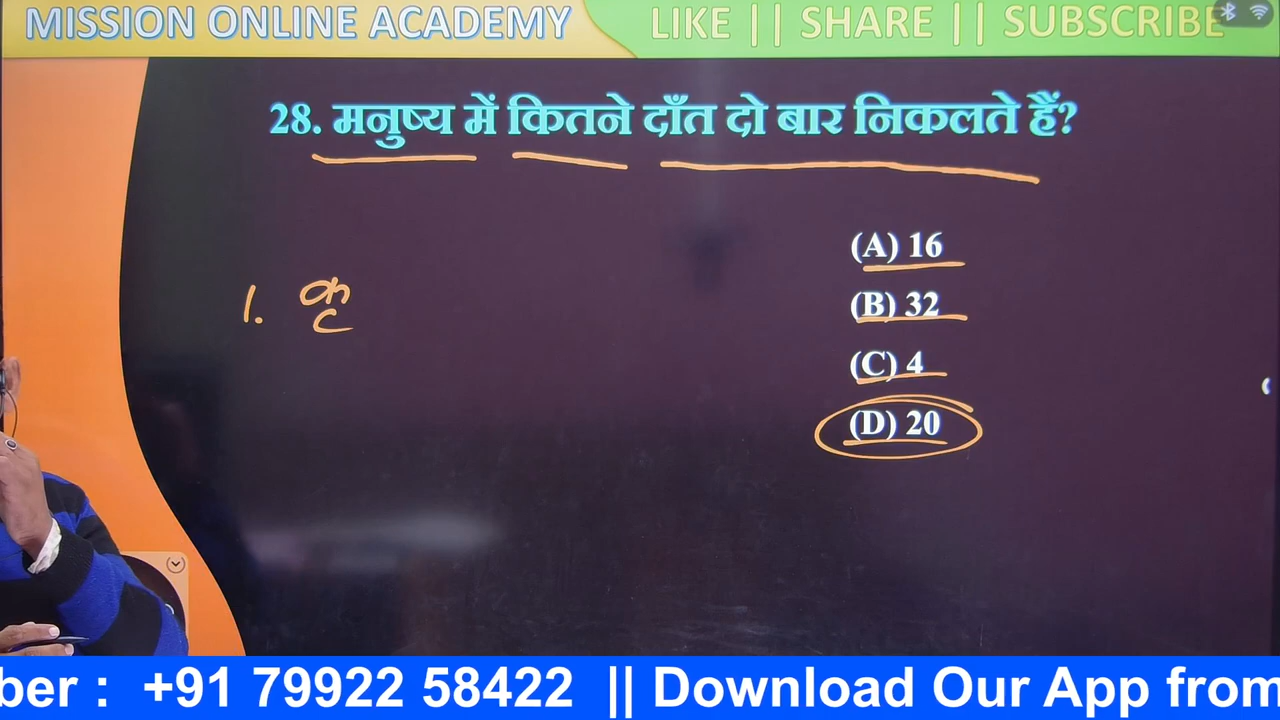 MISSION ONLINE ACADEMY LIKE || SHARE || SUBSCRIBE
28. मनुष्य में कितने दाँत दो बार निकलते हैं?
(A) 16
1. कृ
(B) 32
c
(C) 4
(D) 20
ber : +91 79922 58422 || Download Our App from